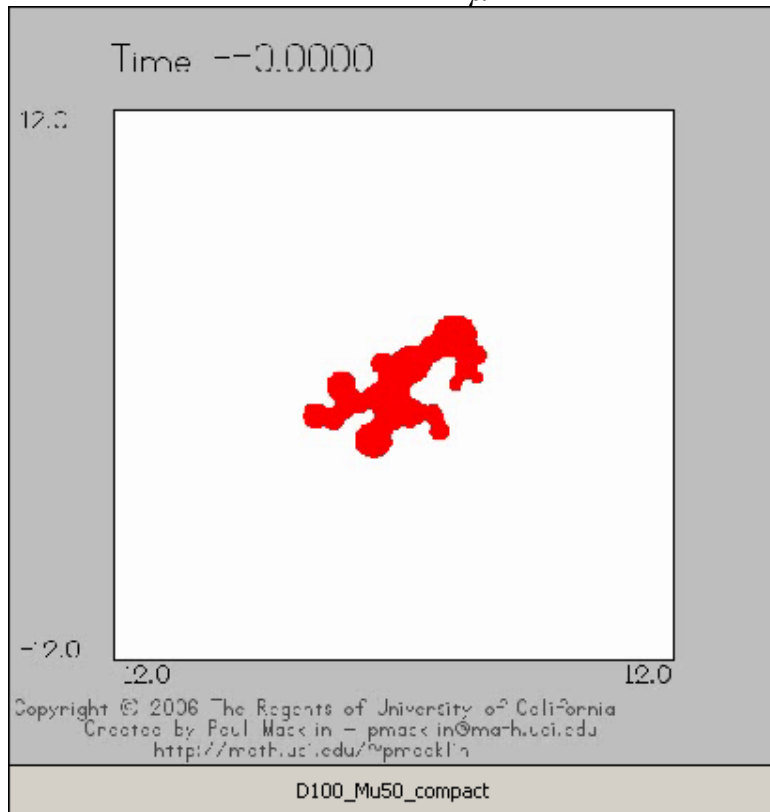 μ
Time = 0.0000
12.0
-12.0
12.0
12.0
Copyright © 2006 The Regents of University of California
Created by Paul Macklin - pmacklin@math.uci.edu
http://math.uci.edu/~pmacklin
D100_Mu50_compact